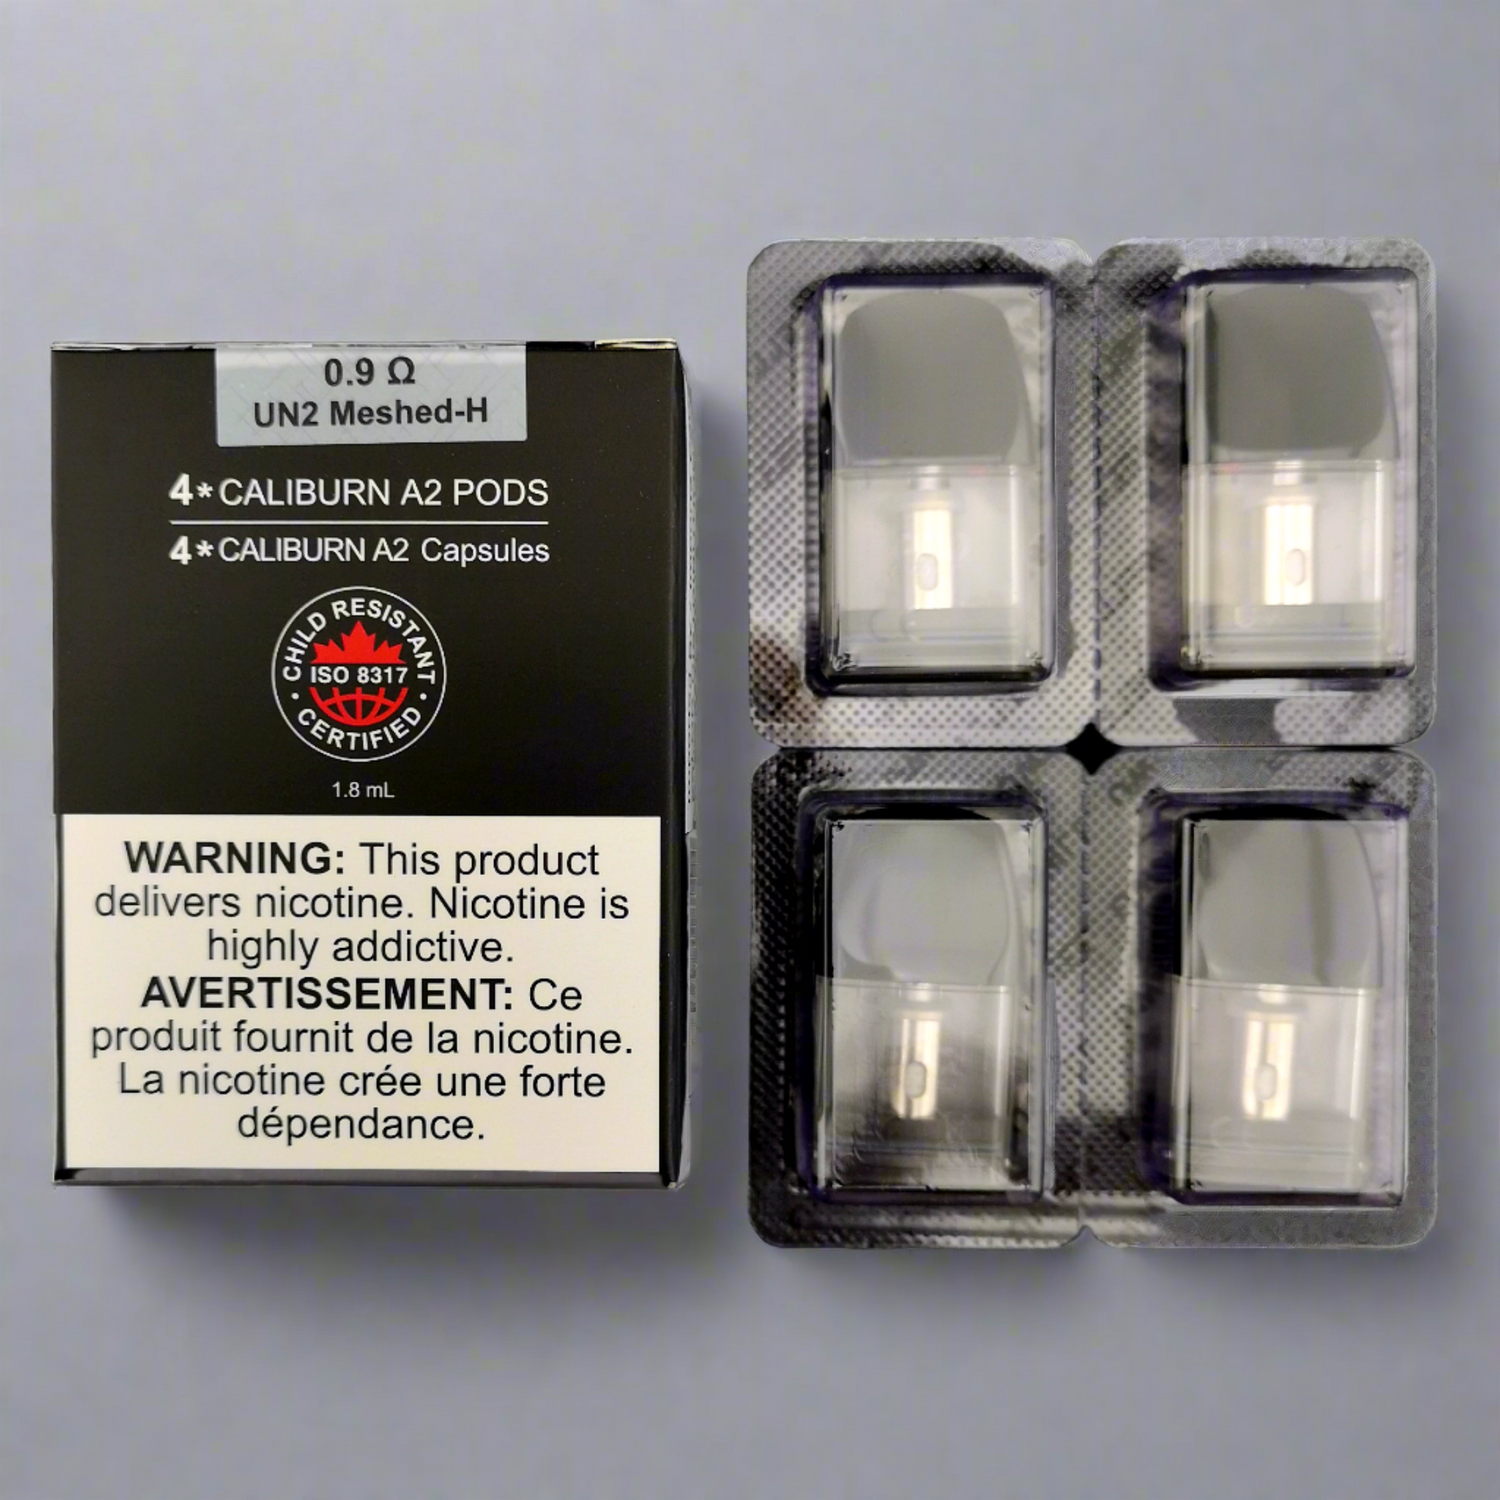 0.9 Ω
UN2 Meshed-H
4*CALIBURN A2 PODS
4*CALIBURN A2 Capsules
CHILD RESISTANT
ISO 8317
• CERTIFIED •
1.8 mL
WARNING: This product
delivers nicotine. Nicotine is
highly addictive.
AVERTISSEMENT: Ce
produit fournit de la nicotine.
La nicotine crée une forte
dépendance.